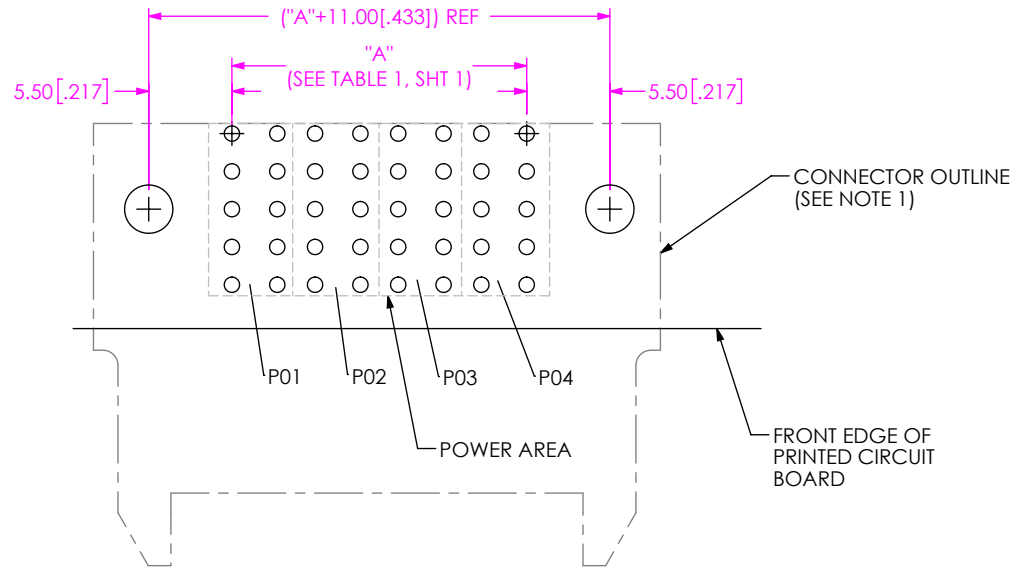 ("A"+11.00[.433]) REF
"A"
(SEE TABLE 1, SHT 1)
5.50[.217]
5.50[.217]
CONNECTOR OUTLINE
(SEE NOTE 1)
P01
P02
P03
P04
POWER AREA
FRONT EDGE OF
PRINTED CIRCUIT
BOARD